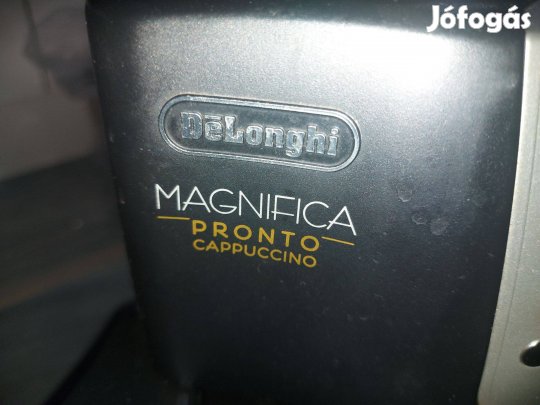 Jófogás
DēLonghi
MAGNIFICA
PRONTO
CAPPUCCINO